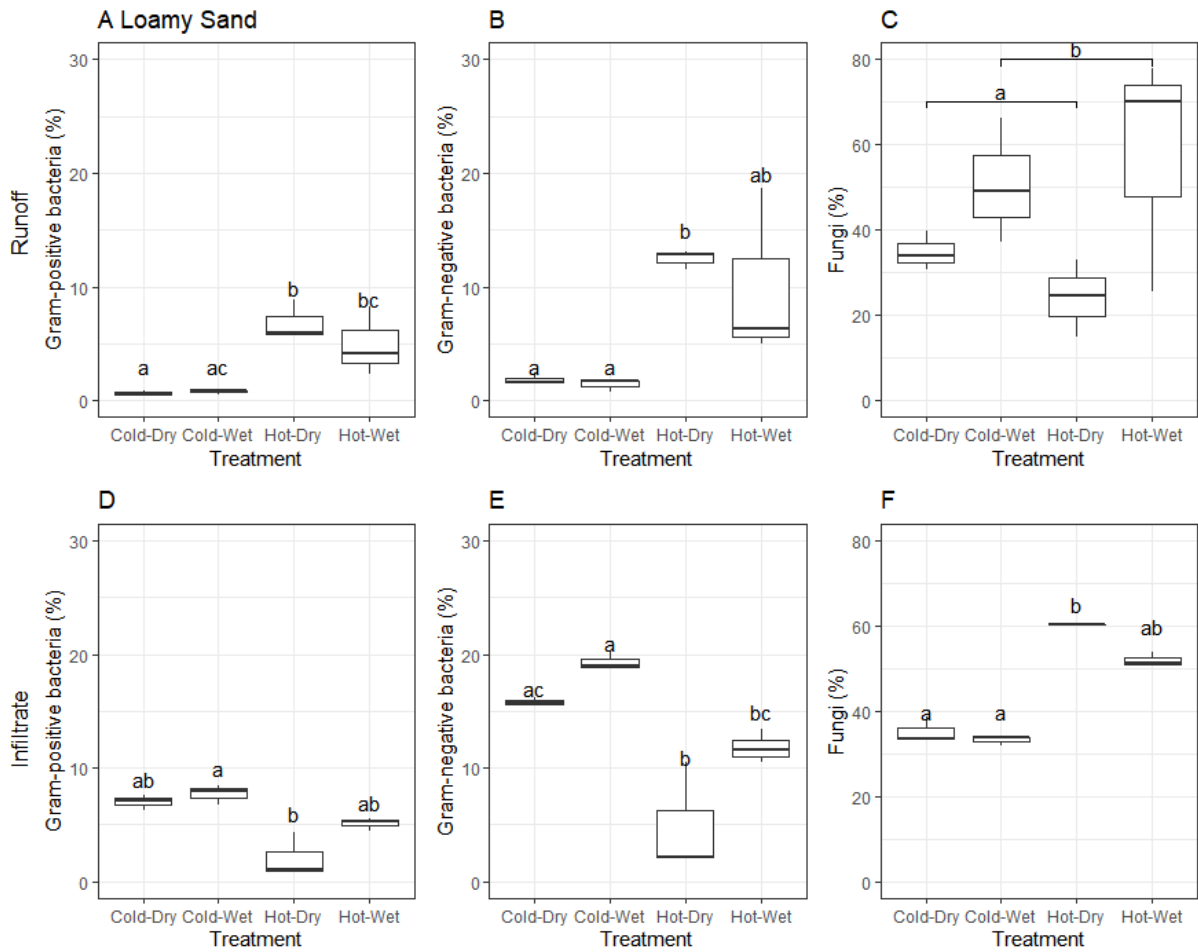 A Loamy Sand
B
C
Runoff
Gram-positive bacteria (%)
30
20
10
0
a
ac
b
bc
Cold-Dry Cold-Wet Hot-Dry Hot-Wet
Treatment
Gram-negative bacteria (%)
30
20
10
0
a
a
b
ab
Cold-Dry Cold-Wet Hot-Dry Hot-Wet
Treatment
Fungi (%)
80
60
40
20
0
a
b
Cold-Dry Cold-Wet Hot-Dry Hot-Wet
Treatment
D
E
F
Infiltrate
Gram-positive bacteria (%)
30
20
10
0
ab
a
b
ab
Cold-Dry Cold-Wet Hot-Dry Hot-Wet
Treatment
Gram-negative bacteria (%)
30
20
10
0
ac
a
b
bc
Cold-Dry Cold-Wet Hot-Dry Hot-Wet
Treatment
Fungi (%)
80
60
40
20
0
a
a
b
ab
Cold-Dry Cold-Wet Hot-Dry Hot-Wet
Treatment